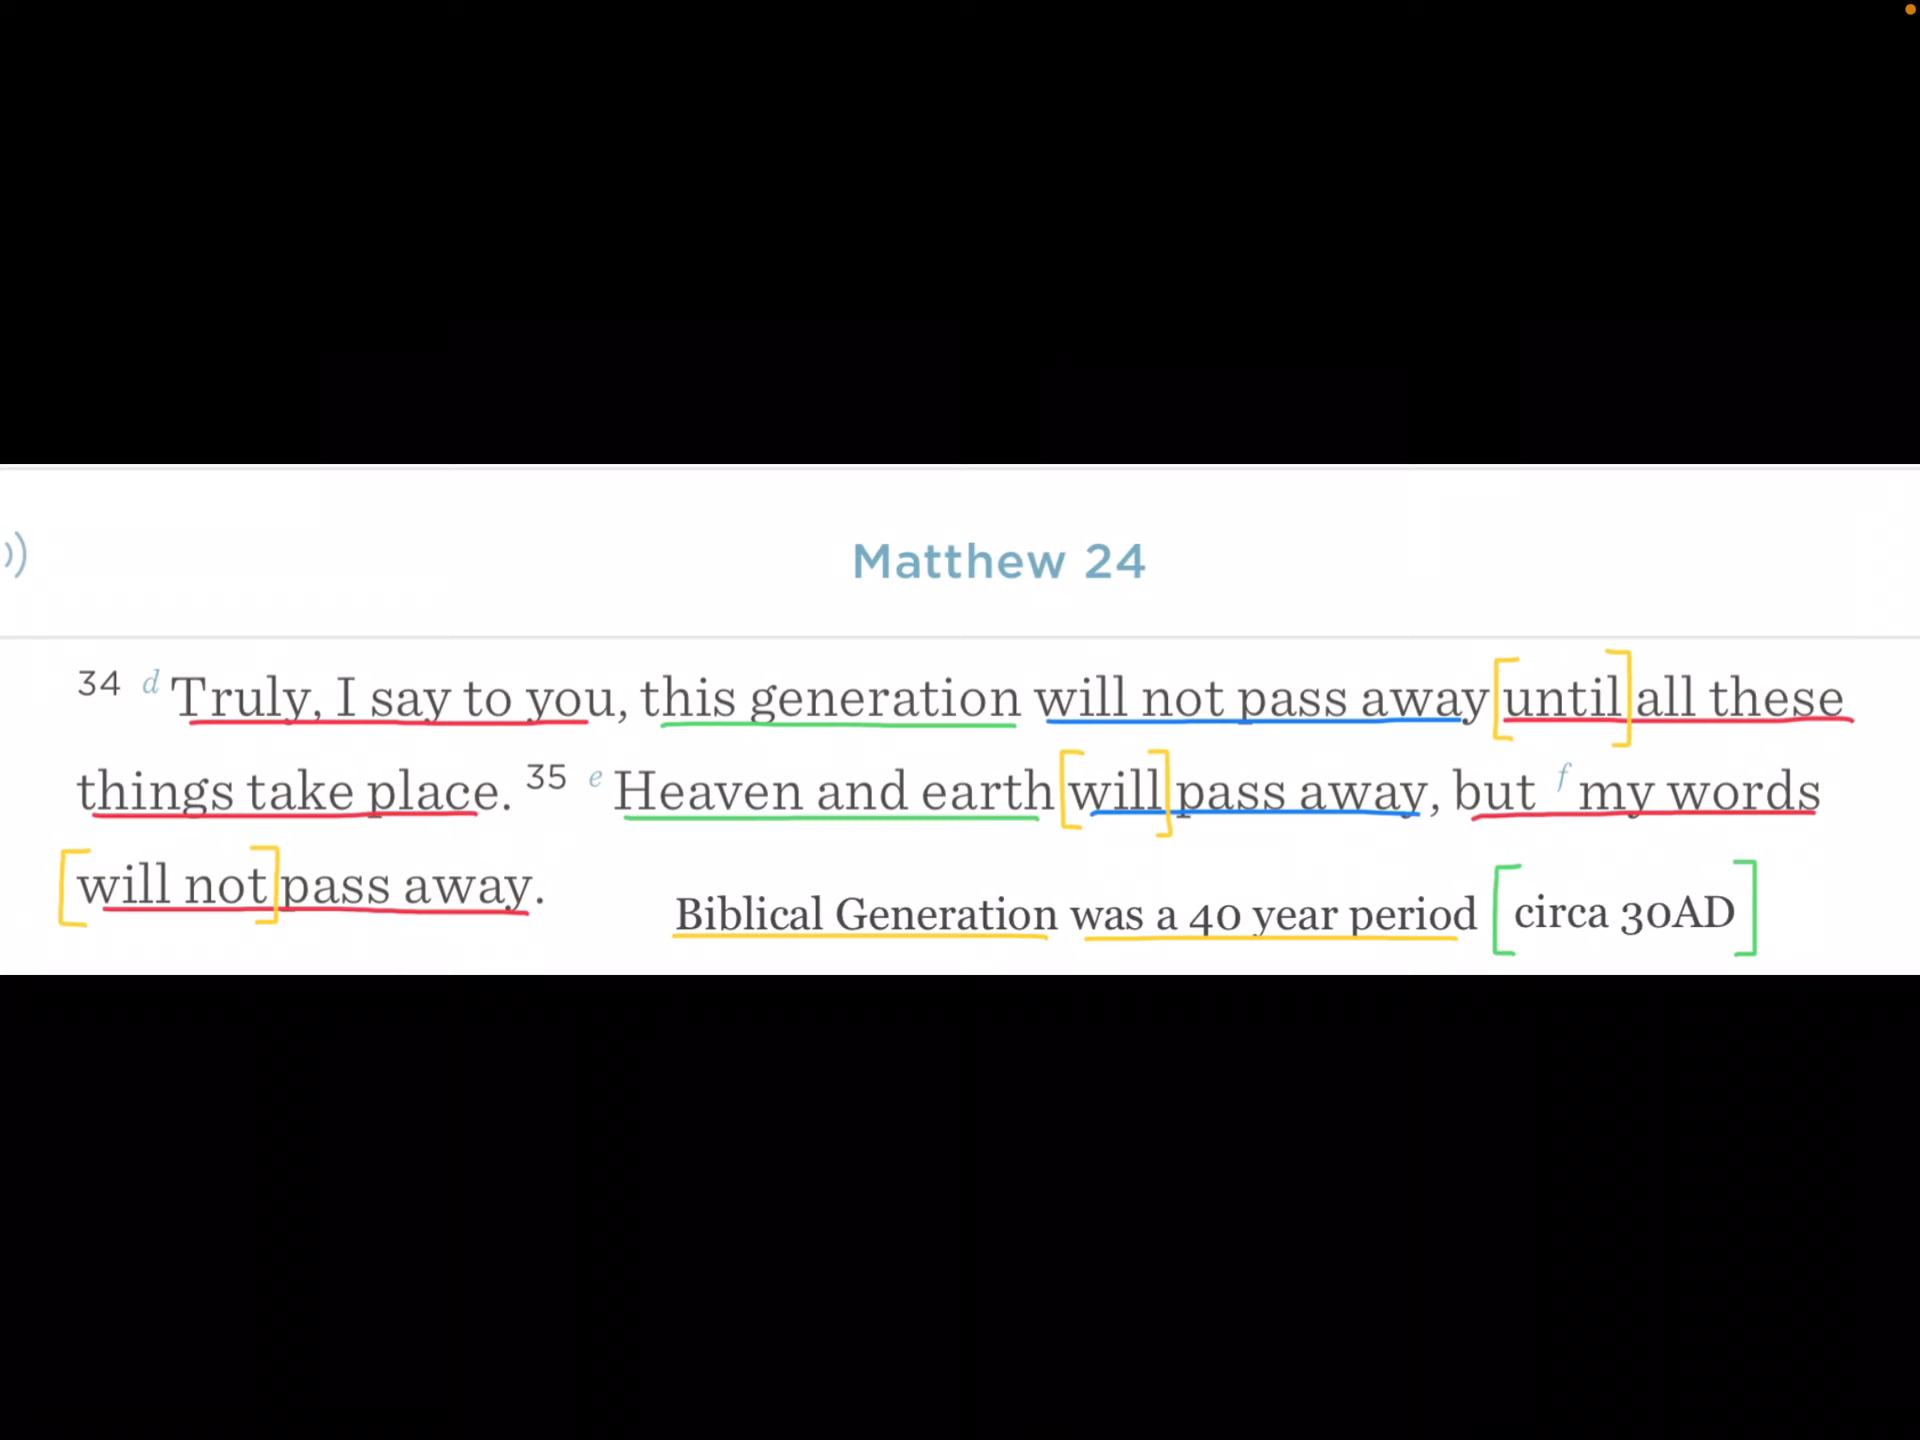 Matthew 24
34 d Truly, I say to you, this generation will not pass away until all these
things take place. 35 e Heaven and earth will pass away, but f my words
will not pass away.
Biblical Generation was a 40 year period circa 30AD